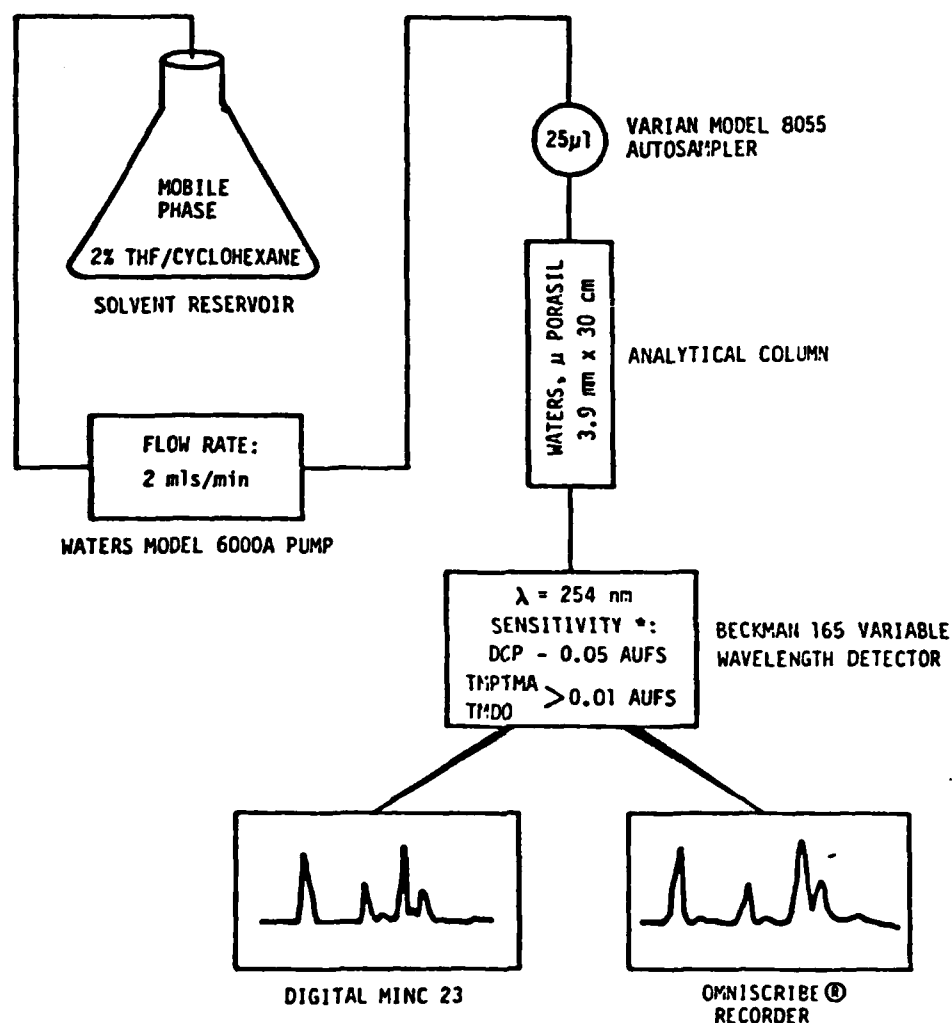 MOBILE
PHASE
2% THF/CYCLOHEXANE
SOLVENT RESERVOIR
FLOW RATE:
2 mls/min
WATERS MODEL 6000A PUMP
25µl
VARIAN MODEL 8055
AUTOSAMPLER
WATERS, µ PORASIL
3.9 mm x 30 cm
ANALYTICAL COLUMN
λ = 254 nm
SENSITIVITY *:
DCP - 0.05 AUFS
TMPTMA
TMDO
> 0.01 AUFS
BECKMAN 165 VARIABLE
WAVELENGTH DETECTOR
DIGITAL MINC 23
OMNISCRIBE®
RECORDER